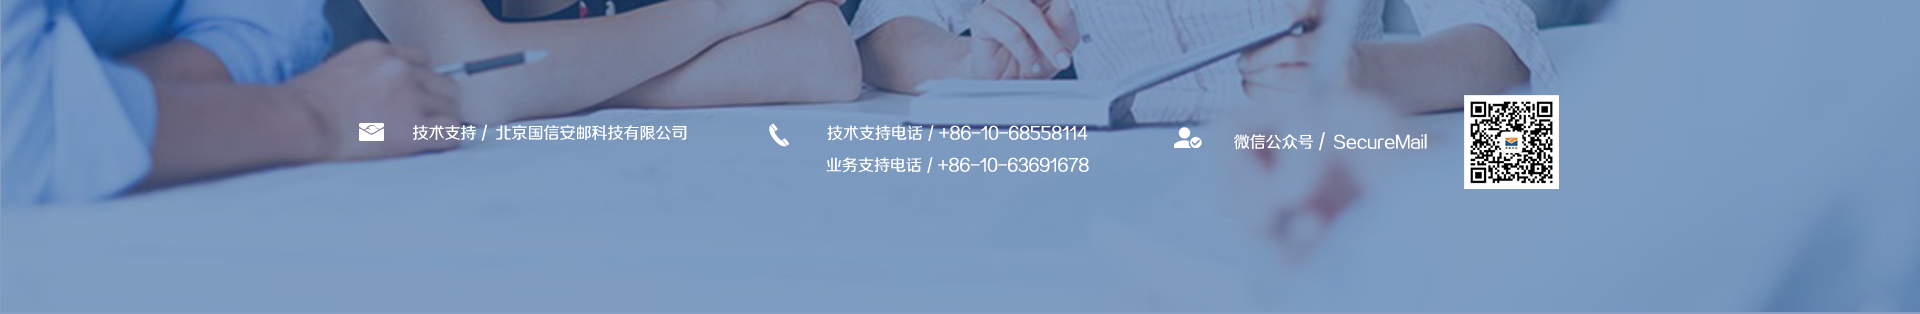 技术支持 / 北京国信安邮科技有限公司
技术支持电话 / +86-10-68558114
业务支持电话 / +86-10-63691678
微信公众号 / SecureMail